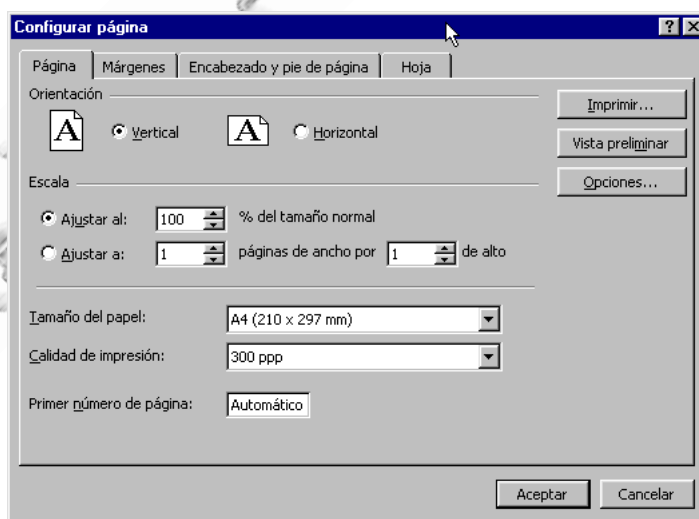 Configurar página
Página Márgenes Encabezado y pie de página Hoja
Orientación
A Vertical A Horizontal
Imprimir...
Vista preliminar
Opciones...
Escala
Ajustar al: 100 % del tamaño normal
Ajustar a: 1 páginas de ancho por 1 de alto
Tamaño del papel: A4 (210 x 297 mm)
Calidad de impresión: 300 ppp
Primer número de página: Automático
Aceptar Cancelar